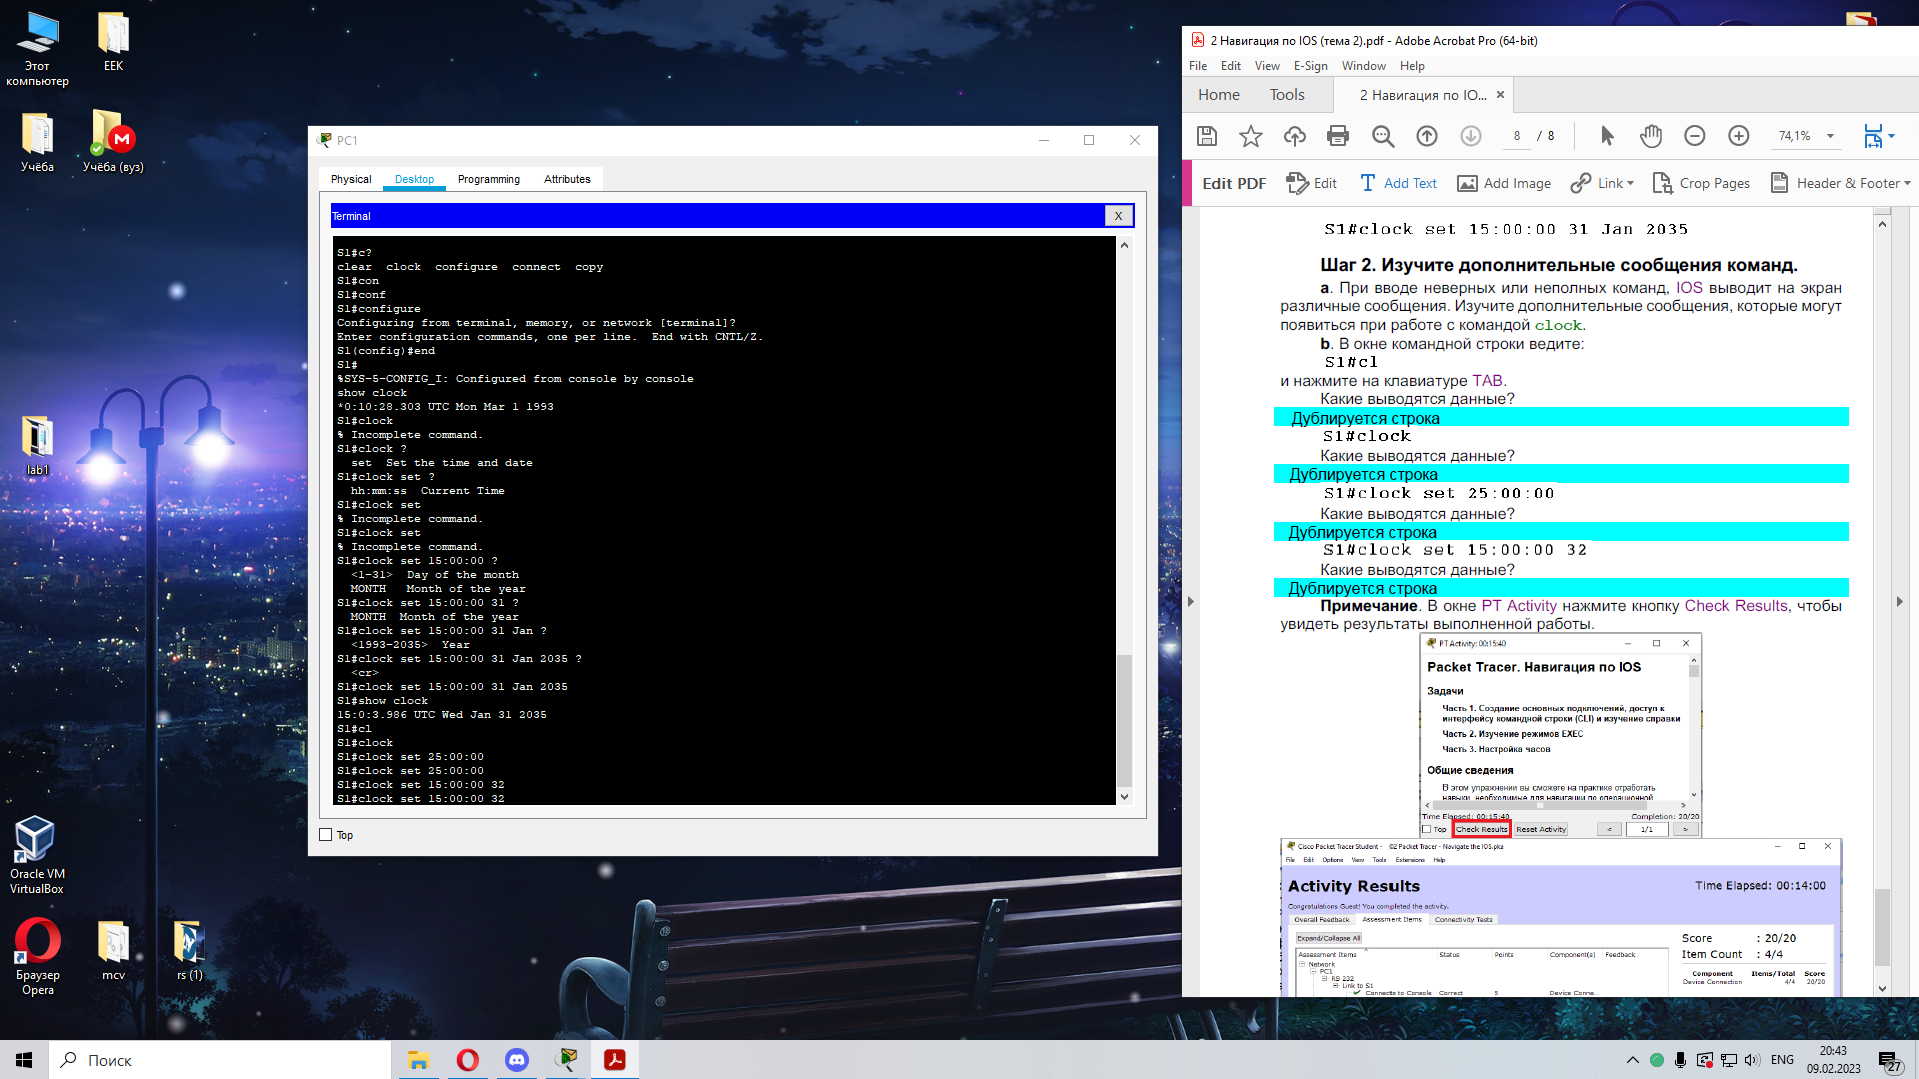 Этот
компьютер
EEK
Учёба
Учёба (вуз)
lab1
Oracle VM
VirtualBox
Браузер
Opera
mcv
rs (1)
PC1
Physical
Desktop
Programming
Attributes
Terminal
X
S1#c?
clear  clock  configure  connect  copy
S1#con
S1#conf
S1#configure
Configuring from terminal, memory, or network [terminal]?
Enter configuration commands, one per line.  End with CNTL/Z.
S1(config)#end
S1#
%SYS-5-CONFIG_I: Configured from console by console
show clock
*0:10:28.303 UTC Mon Mar 1 1993
S1#clock
% Incomplete command.
S1#clock ?
set  Set the time and date
S1#clock set ?
hh:mm:ss  Current Time
S1#clock set
% Incomplete command.
S1#clock set
% Incomplete command.
S1#clock set 15:00:00 ?
<1-31>  Day of the month
MONTH   Month of the year
S1#clock set 15:00:00 31 ?
MONTH  Month of the year
S1#clock set 15:00:00 31 Jan ?
<1993-2035>  Year
S1#clock set 15:00:00 31 Jan 2035 ?
<cr>
S1#clock set 15:00:00 31 Jan 2035
S1#show clock
15:0:3.986 UTC Wed Jan 31 2035
S1#cl
S1#clock
S1#clock set 25:00:00
S1#clock set 25:00:00
S1#clock set 15:00:00 32
S1#clock set 15:00:00 32
Top
2 Навигация по IOS (тема 2).pdf - Adobe Acrobat Pro (64-bit)
File Edit View E-Sign Window Help
Home Tools 2 Навигация по IO... ×
8 / 8 74,1%
Edit PDF Edit Add Text Add Image Link Crop Pages Header & Footer
S1#clock set 15:00:00 31 Jan 2035
Шаг 2. Изучите дополнительные сообщения команд.
a. При вводе неверных или неполных команд, IOS выводит на экран
различные сообщения. Изучите дополнительные сообщения, которые могут
появиться при работе с командой clock.
b. В окне командной строки ведите:
S1#cl
и нажмите на клавиатуре TAB.
Какие выводятся данные?
Дублируется строка
S1#clock
Какие выводятся данные?
Дублируется строка
S1#clock set 25:00:00
Какие выводятся данные?
Дублируется строка
S1#clock set 15:00:00 32
Какие выводятся данные?
Дублируется строка
Примечание. В окне PT Activity нажмите кнопку Check Results, чтобы
увидеть результаты выполненной работы.
PT Activity: 00:15:40
Packet Tracer. Навигация по IOS
Задачи
Часть 1. Создание основных подключений, доступ к
интерфейсу командной строки (CLI) и изучение справки
Часть 2. Изучение режимов EXEC
Часть 3. Настройка часов
Общие сведения
В этом упражнении вы сможете на практике отработать
навыки, необходимые для навигации по операционной
Time Elapsed: 00:15:40 Completion: 20/20
Top Check Results Reset Activity < 1/1 >
Cisco Packet Tracer Student - .02 Packet Tracer - Navigate the IOS.pka
File Edit Options View Tools Extensions Help
Activity Results Time Elapsed: 00:14:00
Congratulations Guest! You completed the activity.
Overall Feedback Assessment Items Connectivity Tests
Expand/Collapse All
Score : 20/20
Item Count : 4/4
Assessment Items Status Points Component(s) Feedback
Network
PC1
RS 232
Link to S1
Connects to Console Correct 5 Device Conne...
Component Items/Total Score
Device Connection 4/4 20/20
Поиск
ENG
20:43
09.02.2023
27